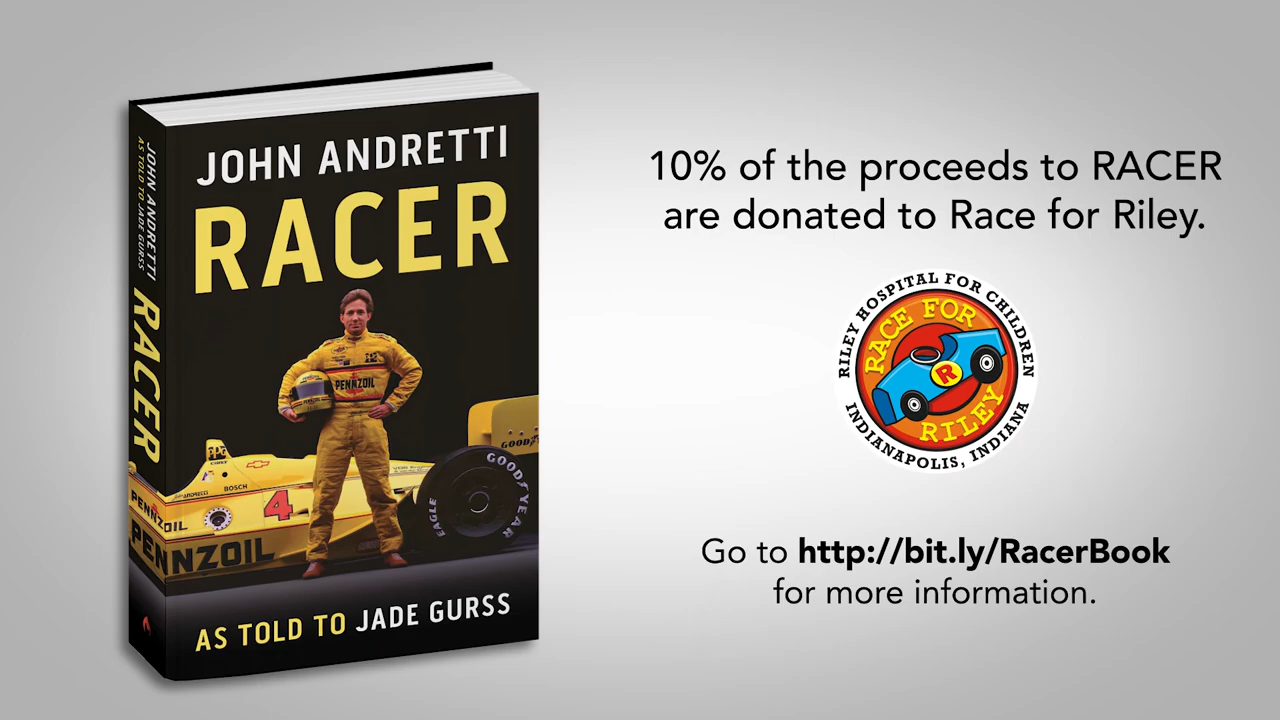 JOHN ANDRETTI
RACER
AS TOLD TO JADE GURSS
JOHN ANDRETTI
AS TOLD TO JADE GURSS
RACER
PENNZOIL
GOODYEAR
EAGLE
BOSCH
4
PENNZOIL
PENNZOIL
10% of the proceeds to RACER
are donated to Race for Riley.
RILEY HOSPITAL FOR CHILDREN
RACE FOR
R
RILEY
INDIANAPOLIS, INDIANA
Go to http://bit.ly/RacerBook
for more information.